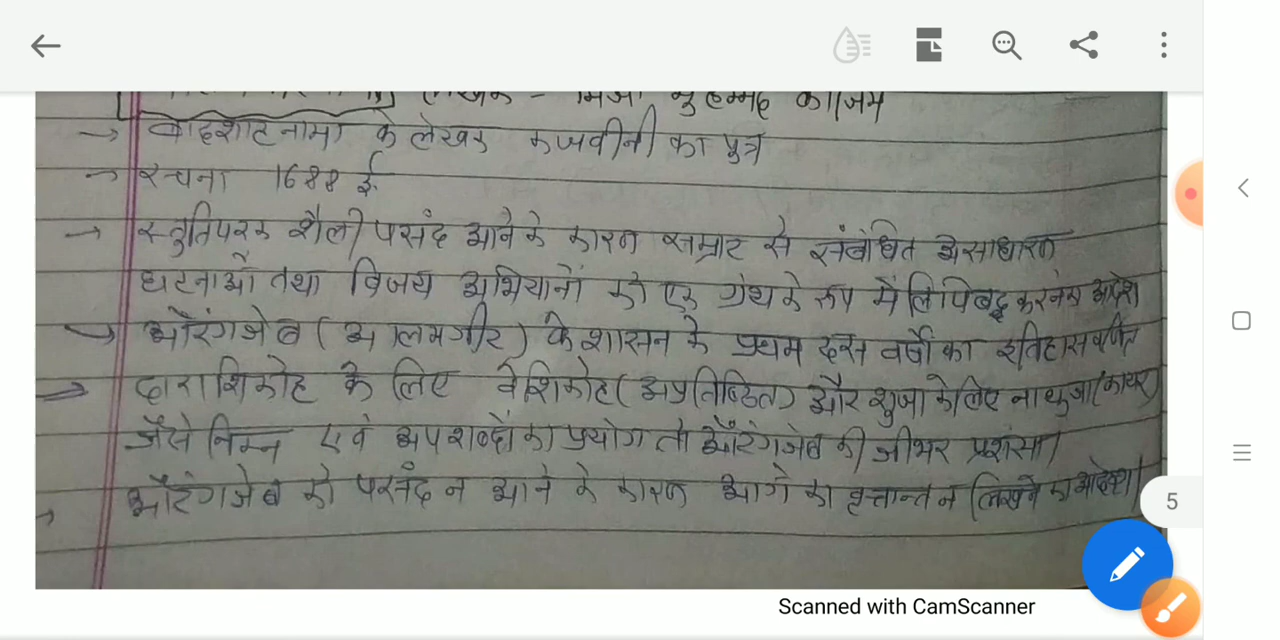 लेखक - मिर्जा मुहम्मद काजिम
→ बादशाहनामा के लेखक कजवीनी का पुत्र
→ रचना 1688 ई.
→ स्तुतिपरक शैली पसंद आने के कारण सम्राट से संबंधित असाधारण
घटनाओं तथा विजय अभियानों को एक ग्रंथ के रूप में लिपिबद्ध करने का आदेश
→ औरंगजेब (आलमगीर) के शासन के प्रथम दस वर्षों का इतिहास वर्णित
⇒ दाराशिकोह के लिए बेशिकोह (अप्रतिष्ठित) और शुजा के लिए नाशुजा (कायर)
जैसे निम्न एवं अपशब्दों का प्रयोग तो औरंगजेब की जीभर प्रशंसा।
→ औरंगजेब को पसंद न आने के कारण आगे का वृत्तान्त न लिखने का आदेश।
5
Scanned with CamScanner